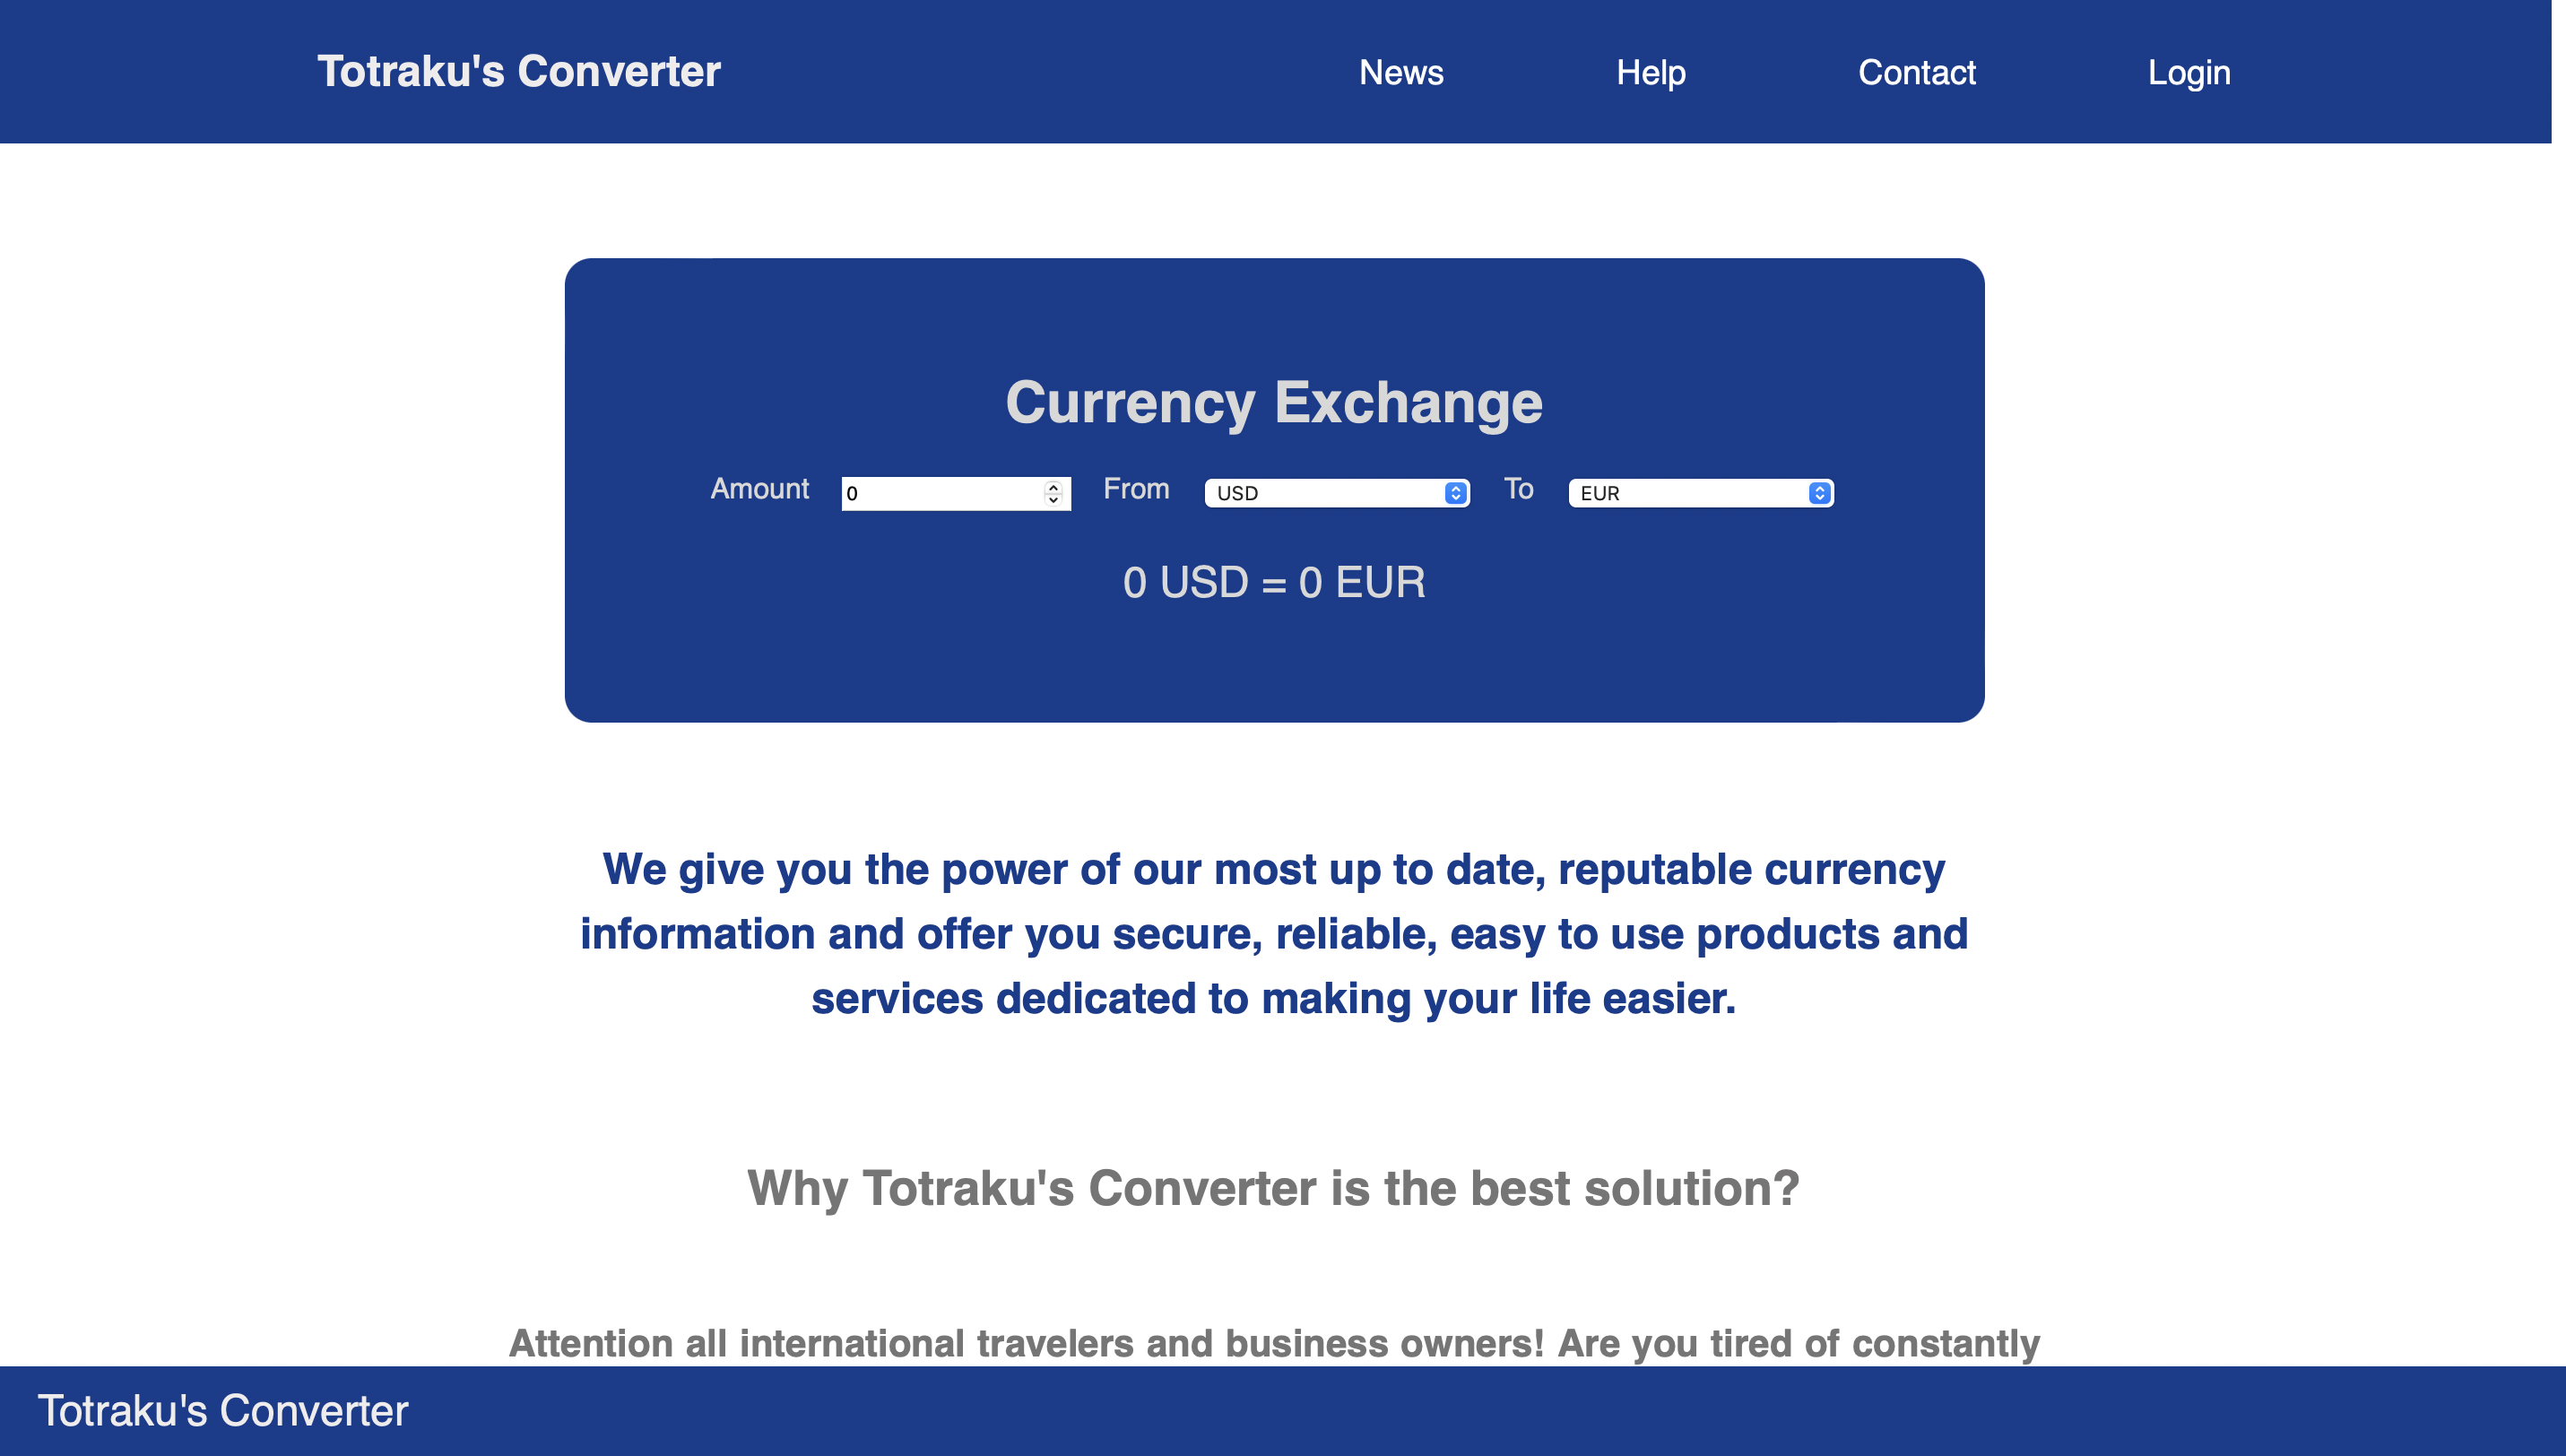 Totraku's Converter News Help Contact Login
Currency Exchange
Amount 0 From USD To EUR
0 USD = 0 EUR
We give you the power of our most up to date, reputable currency
information and offer you secure, reliable, easy to use products and
services dedicated to making your life easier.
Why Totraku's Converter is the best solution?
Attention all international travelers and business owners! Are you tired of constantly
Totraku's Converter